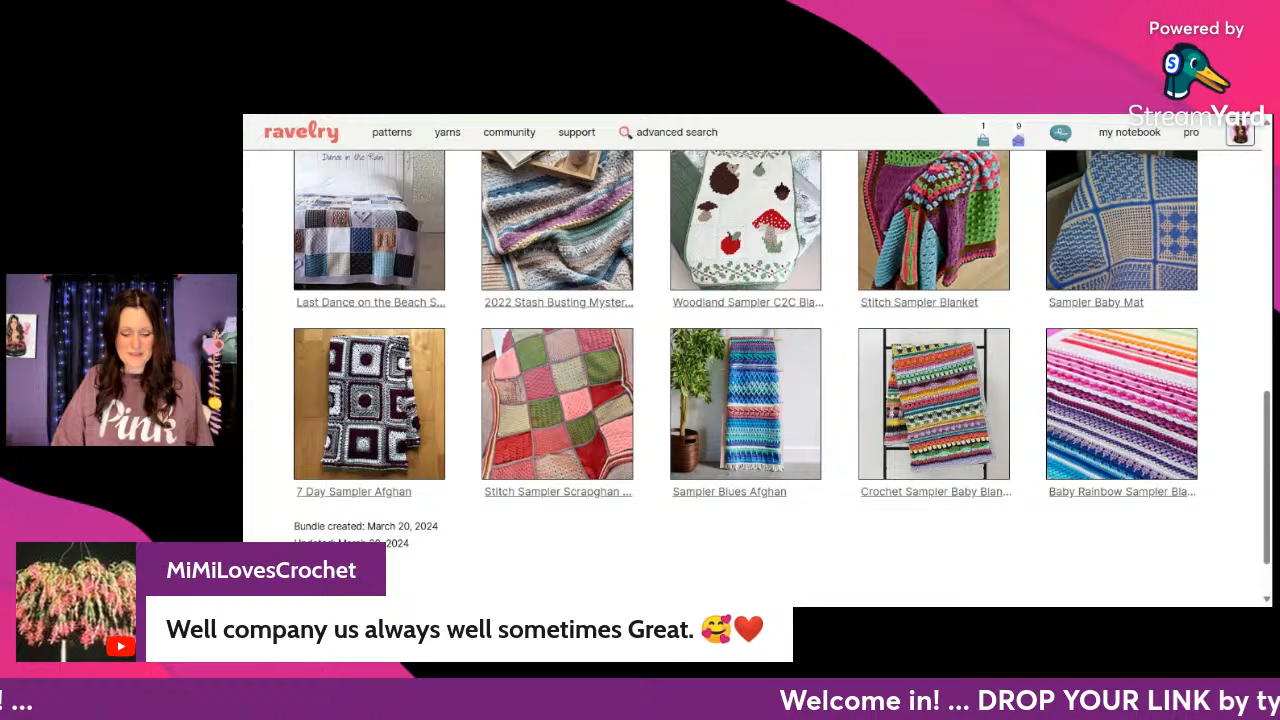 Powered by
StreamYard
ravelry patterns yarns community support advanced search 1 9 my notebook pro
Dance in the Rain
Last Dance on the Beach S... 2022 Stash Busting Myster... Woodland Sampler C2C Bla... Stitch Sampler Blanket Sampler Baby Mat
Pink
7 Day Sampler Afghan Stitch Sampler Scrapghan ... Sampler Blues Afghan Crochet Sampler Baby Blan... Baby Rainbow Sampler Bla...
Bundle created: March 20, 2024
2024
MiMiLovesCrochet
Well company us always well sometimes Great. 🥰❤️
! ... Welcome in! ... DROP YOUR LINK by ty